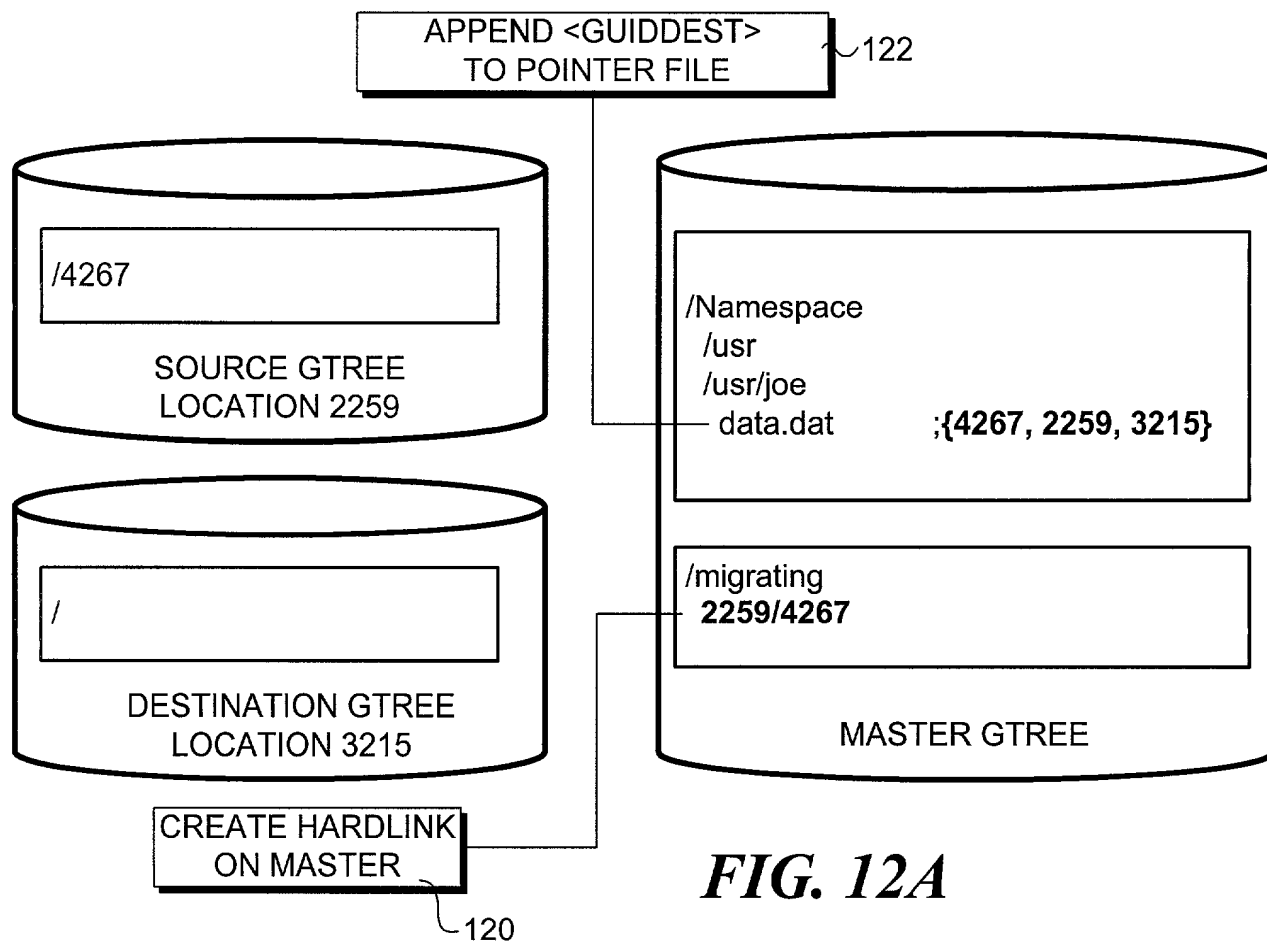 APPEND <GUIDDEST>
TO POINTER FILE
122
/4267
SOURCE GTREE
LOCATION 2259
/Namespace
/usr
/usr/joe
data.dat ;{4267, 2259, 3215}
/
DESTINATION GTREE
LOCATION 3215
/migrating
2259/4267
MASTER GTREE
CREATE HARDLINK
ON MASTER
120
FIG. 12A